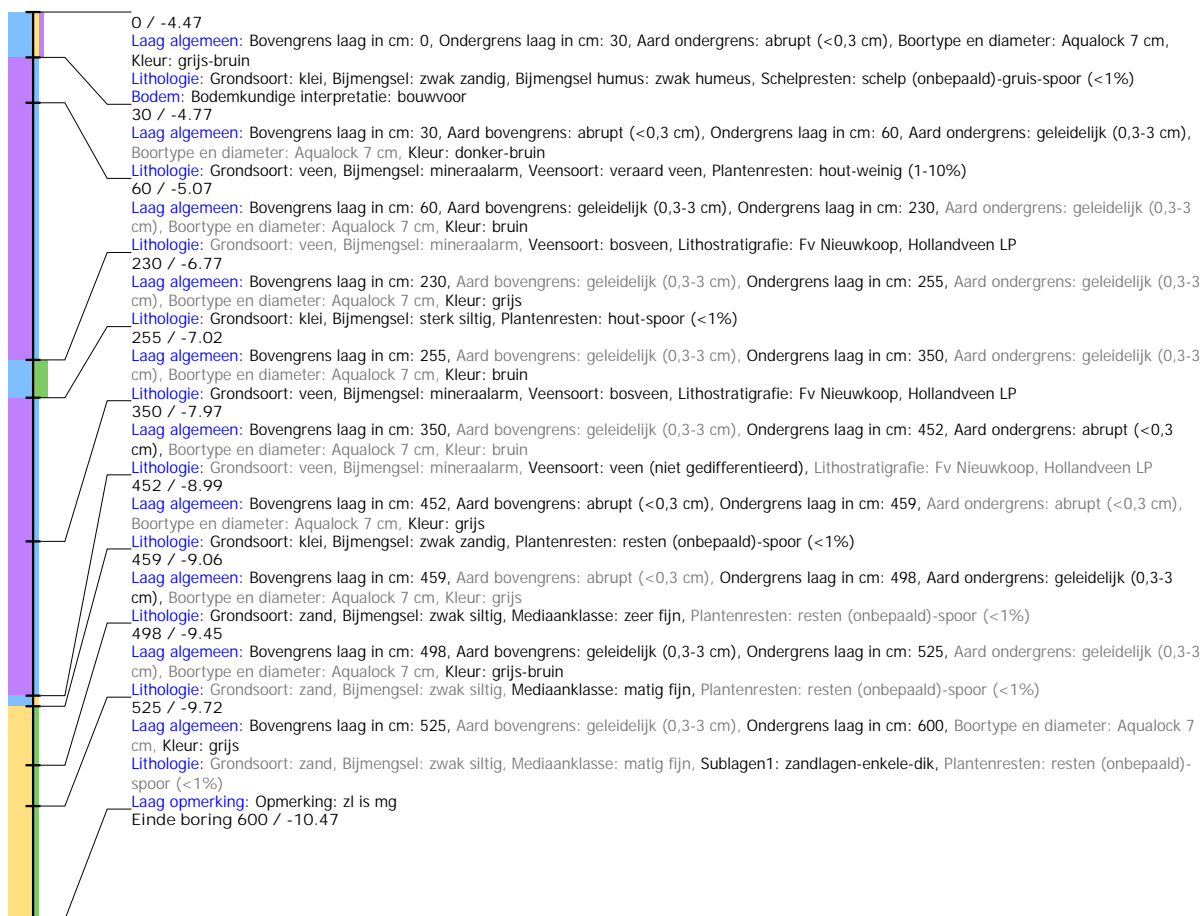 0 / -4.47
Laag algemeen: Bovengrens laag in cm: 0, Ondergrens laag in cm: 30, Aard ondergrens: abrupt (<0,3 cm), Boortype en diameter: Aqualock 7 cm,
Kleur: grijs-bruin
Lithologie: Grondsoort: klei, Bijmengsel: zwak zandig, Bijmengsel humus: zwak humeus, Schelpresten: schelp (onbepaald)-gruis-spoor (<1%)
Bodem: Bodemkundige interpretatie: bouwvoor
30 / -4.77
Laag algemeen: Bovengrens laag in cm: 30, Aard bovengrens: abrupt (<0,3 cm), Ondergrens laag in cm: 60, Aard ondergrens: geleidelijk (0,3-3 cm),
Boortype en diameter: Aqualock 7 cm, Kleur: donker-bruin
Lithologie: Grondsoort: veen, Bijmengsel: mineraalarm, Veensoort: veraard veen, Plantenresten: hout-weinig (1-10%)
60 / -5.07
Laag algemeen: Bovengrens laag in cm: 60, Aard bovengrens: geleidelijk (0,3-3 cm), Ondergrens laag in cm: 230, Aard ondergrens: geleidelijk (0,3-3
cm), Boortype en diameter: Aqualock 7 cm, Kleur: bruin
Lithologie: Grondsoort: veen, Bijmengsel: mineraalarm, Veensoort: bosveen, Lithostratigrafie: Fv Nieuwkoop, Hollandveen LP
230 / -6.77
Laag algemeen: Bovengrens laag in cm: 230, Aard bovengrens: geleidelijk (0,3-3 cm), Ondergrens laag in cm: 255, Aard ondergrens: geleidelijk (0,3-3
cm), Boortype en diameter: Aqualock 7 cm, Kleur: grijs
Lithologie: Grondsoort: klei, Bijmengsel: sterk siltig, Plantenresten: hout-spoor (<1%)
255 / -7.02
Laag algemeen: Bovengrens laag in cm: 255, Aard bovengrens: geleidelijk (0,3-3 cm), Ondergrens laag in cm: 350, Aard ondergrens: geleidelijk (0,3-3
cm), Boortype en diameter: Aqualock 7 cm, Kleur: bruin
Lithologie: Grondsoort: veen, Bijmengsel: mineraalarm, Veensoort: bosveen, Lithostratigrafie: Fv Nieuwkoop, Hollandveen LP
350 / -7.97
Laag algemeen: Bovengrens laag in cm: 350, Aard bovengrens: geleidelijk (0,3-3 cm), Ondergrens laag in cm: 452, Aard ondergrens: abrupt (<0,3
cm), Boortype en diameter: Aqualock 7 cm, Kleur: bruin
Lithologie: Grondsoort: veen, Bijmengsel: mineraalarm, Veensoort: veen (niet gedifferentieerd), Lithostratigrafie: Fv Nieuwkoop, Hollandveen LP
452 / -8.99
Laag algemeen: Bovengrens laag in cm: 452, Aard bovengrens: abrupt (<0,3 cm), Ondergrens laag in cm: 459, Aard ondergrens: abrupt (<0,3 cm),
Boortype en diameter: Aqualock 7 cm, Kleur: grijs
Lithologie: Grondsoort: klei, Bijmengsel: zwak zandig, Plantenresten: resten (onbepaald)-spoor (<1%)
459 / -9.06
Laag algemeen: Bovengrens laag in cm: 459, Aard bovengrens: abrupt (<0,3 cm), Ondergrens laag in cm: 498, Aard ondergrens: geleidelijk (0,3-3
cm), Boortype en diameter: Aqualock 7 cm, Kleur: grijs
Lithologie: Grondsoort: zand, Bijmengsel: zwak siltig, Mediaanklasse: zeer fijn, Plantenresten: resten (onbepaald)-spoor (<1%)
498 / -9.45
Laag algemeen: Bovengrens laag in cm: 498, Aard bovengrens: geleidelijk (0,3-3 cm), Ondergrens laag in cm: 525, Aard ondergrens: geleidelijk (0,3-3
cm), Boortype en diameter: Aqualock 7 cm, Kleur: grijs-bruin
Lithologie: Grondsoort: zand, Bijmengsel: zwak siltig, Mediaanklasse: matig fijn, Plantenresten: resten (onbepaald)-spoor (<1%)
525 / -9.72
Laag algemeen: Bovengrens laag in cm: 525, Aard bovengrens: geleidelijk (0,3-3 cm), Ondergrens laag in cm: 600, Boortype en diameter: Aqualock 7
cm, Kleur: grijs
Lithologie: Grondsoort: zand, Bijmengsel: zwak siltig, Mediaanklasse: matig fijn, Sublagen1: zandlagen-enkele-dik, Plantenresten: resten (onbepaald)-
spoor (<1%)
Laag opmerking: Opmerking: zl is mg
Einde boring 600 / -10.47